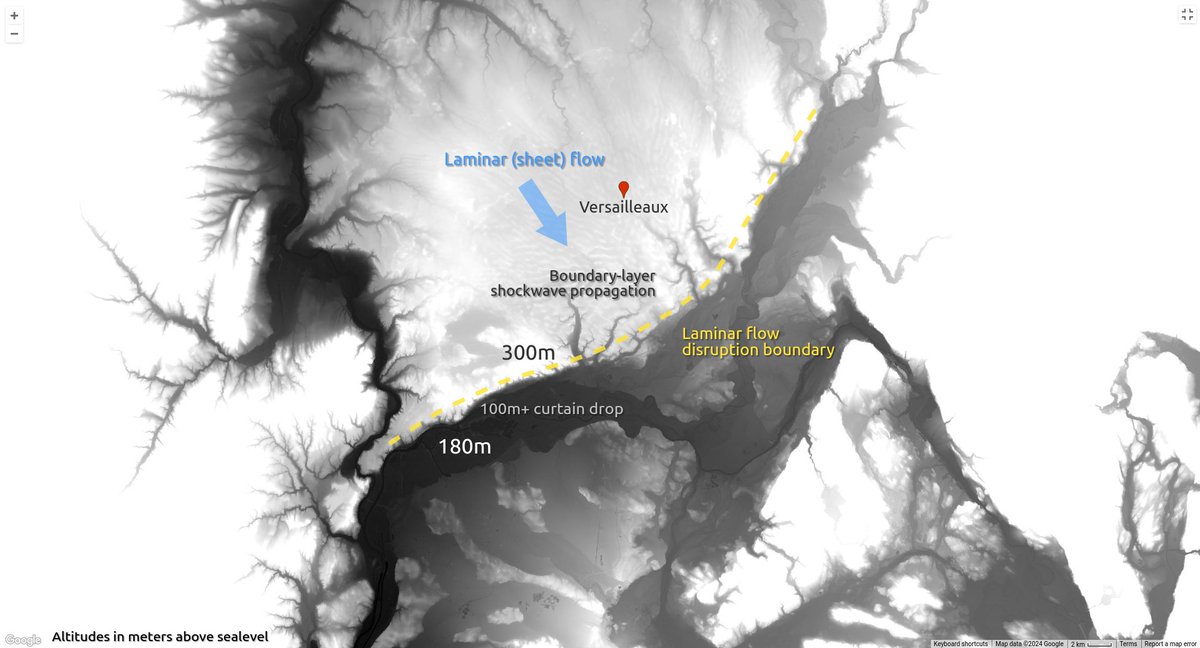 +
−
Laminar (sheet) flow
Versailleaux
Boundary-layer
shockwave propagation
Laminar flow
disruption boundary
300m
100m+ curtain drop
180m
Google
Altitudes in meters above sealevel
Keyboard shortcuts
Map data ©2024 Google
2 km
Terms
Report a map error